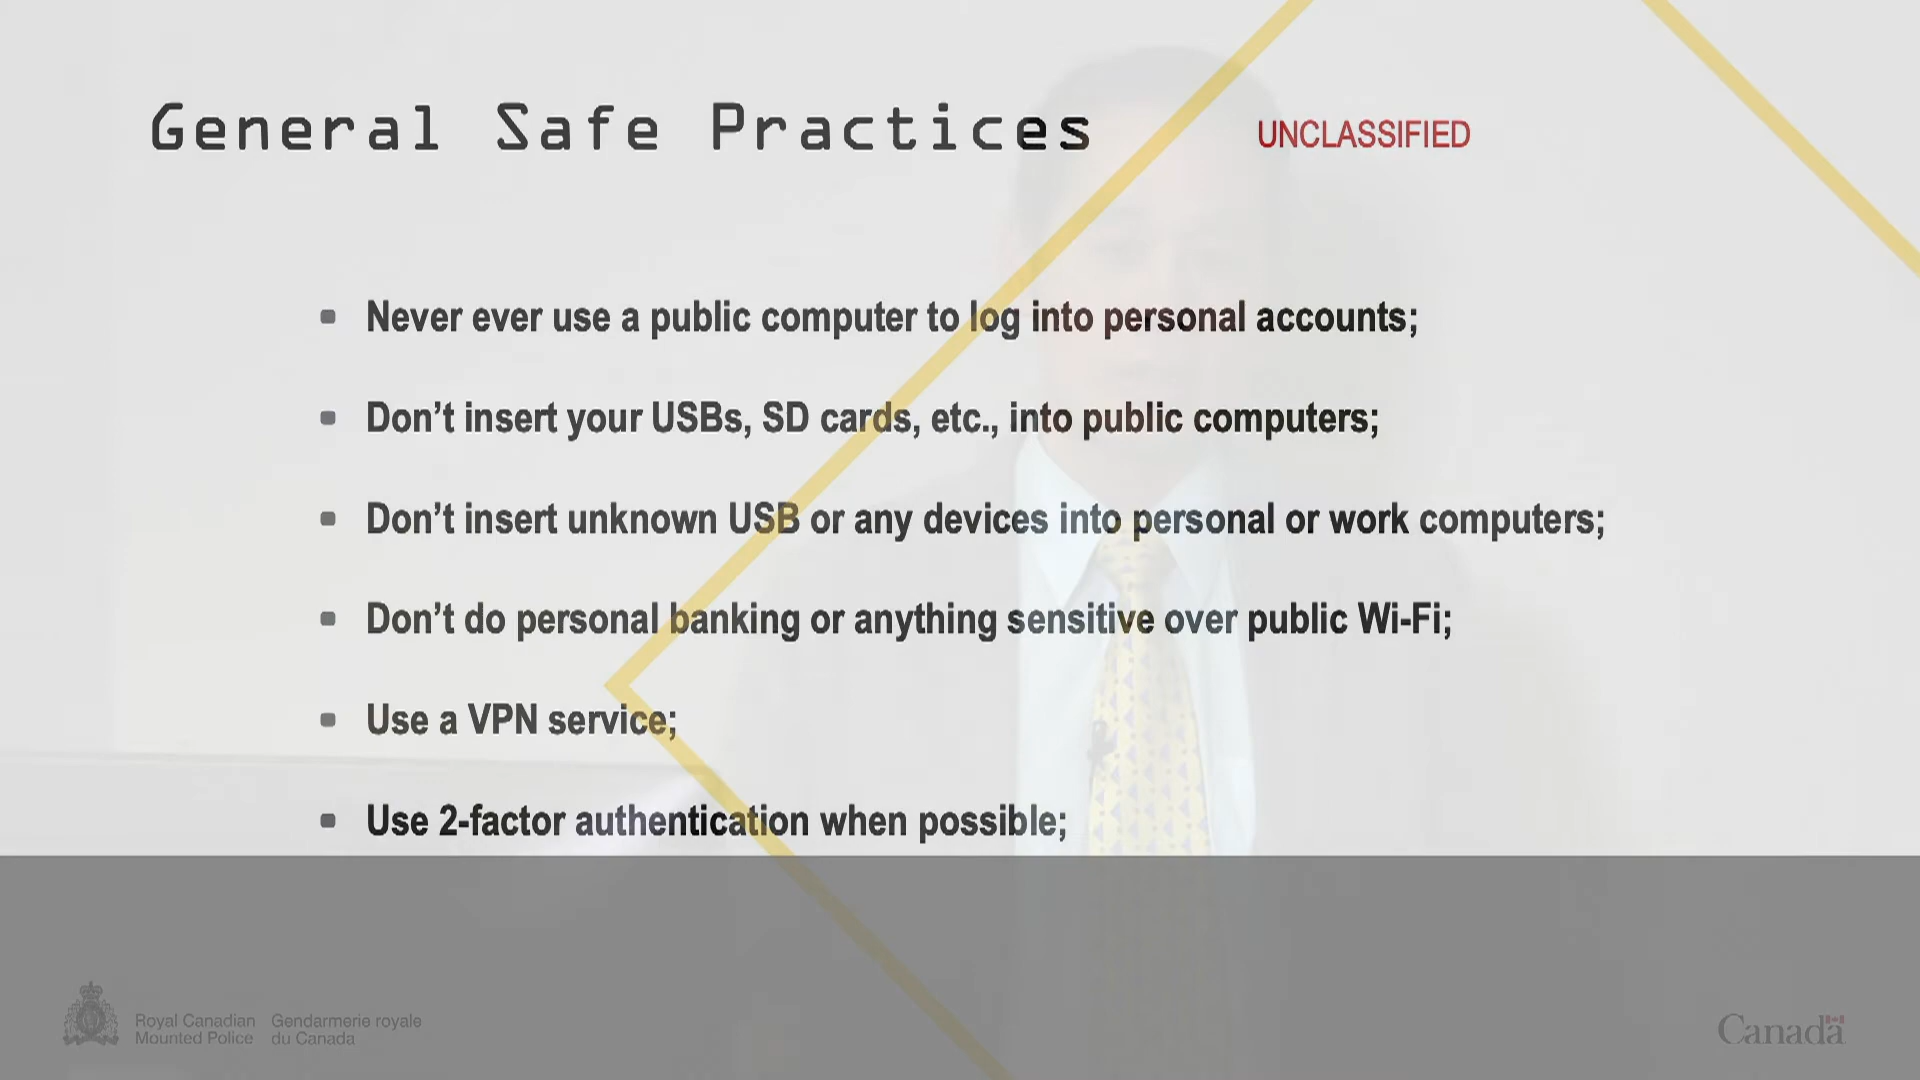 General Safe Practices
UNCLASSIFIED
Never ever use a public computer to log into personal accounts;
Don’t insert your USBs, SD cards, etc., into public computers;
Don’t insert unknown USB or any devices into personal or work computers;
Don’t do personal banking or anything sensitive over public Wi-Fi;
Use a VPN service;
Use 2-factor authentication when possible;
Royal Canadian Mounted Police
Gendarmerie royale du Canada
Canada